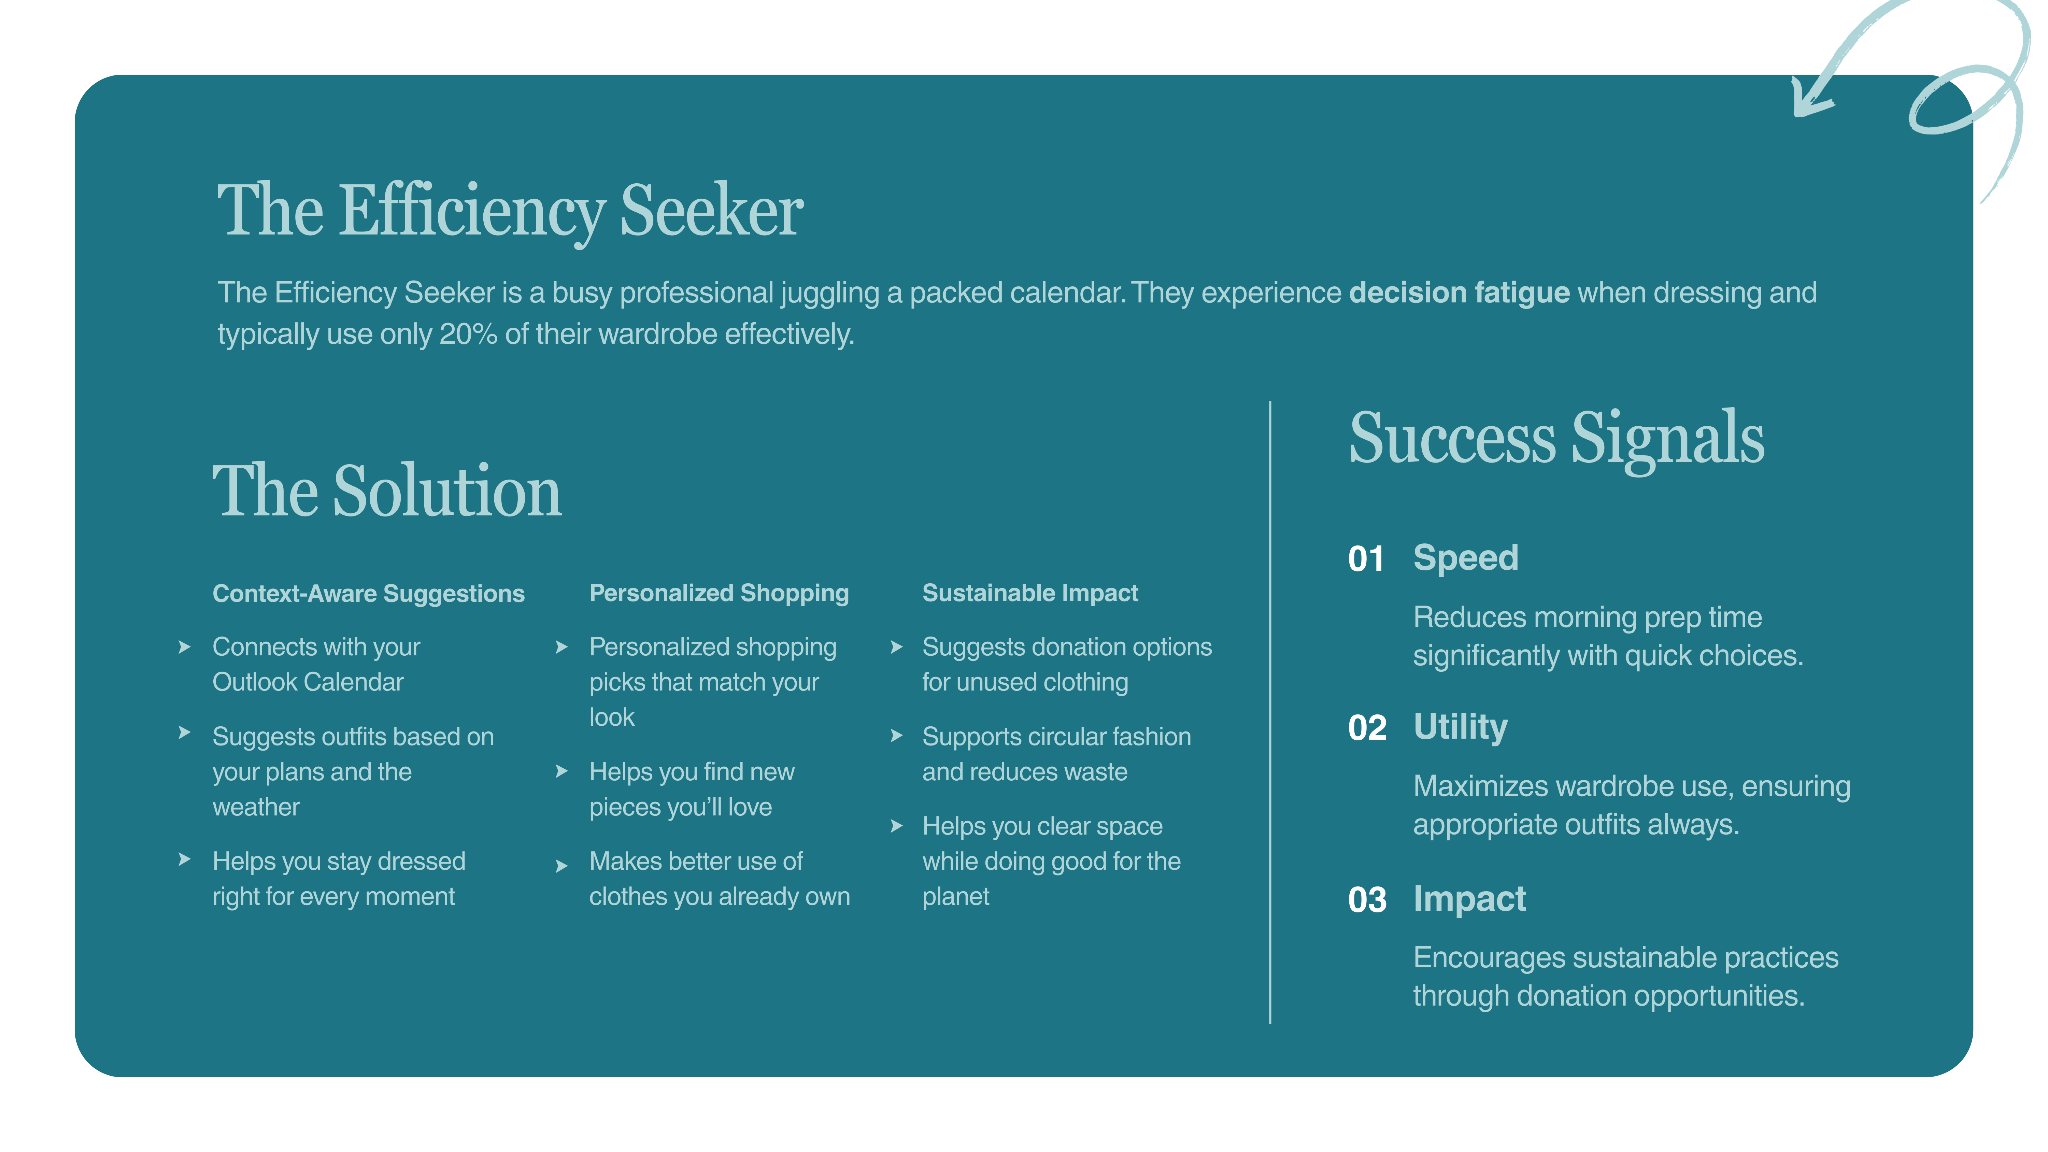 The Efficiency Seeker
The Efficiency Seeker is a busy professional juggling a packed calendar. They experience decision fatigue when dressing and
typically use only 20% of their wardrobe effectively.
The Solution
Context-Aware Suggestions
Connects with your
Outlook Calendar
Suggests outfits based on
your plans and the
weather
Helps you stay dressed
right for every moment
Personalized Shopping
Personalized shopping
picks that match your
look
Helps you find new
pieces you’ll love
Makes better use of
clothes you already own
Sustainable Impact
Suggests donation options
for unused clothing
Supports circular fashion
and reduces waste
Helps you clear space
while doing good for the
planet
Success Signals
01 Speed
Reduces morning prep time
significantly with quick choices.
02 Utility
Maximizes wardrobe use, ensuring
appropriate outfits always.
03 Impact
Encourages sustainable practices
through donation opportunities.